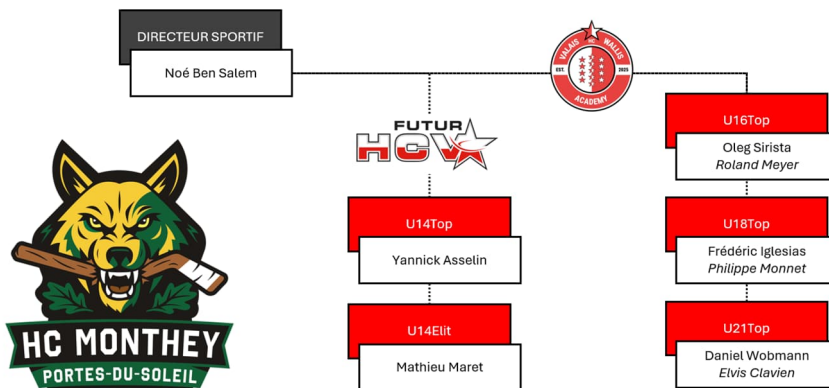 DIRECTEUR SPORTIF
Noé Ben Salem
VALAIS HC WALLIS
EST. 2025
ACADEMY
FUTUR
HCV
U14Top
Yannick Asselin
U14Elit
Mathieu Maret
U16Top
Oleg Sirista
Roland Meyer
U18Top
Frédéric Iglesias
Philippe Monnet
U21Top
Daniel Wobmann
Elvis Clavien
HC MONTHEY
PORTES-DU-SOLEIL